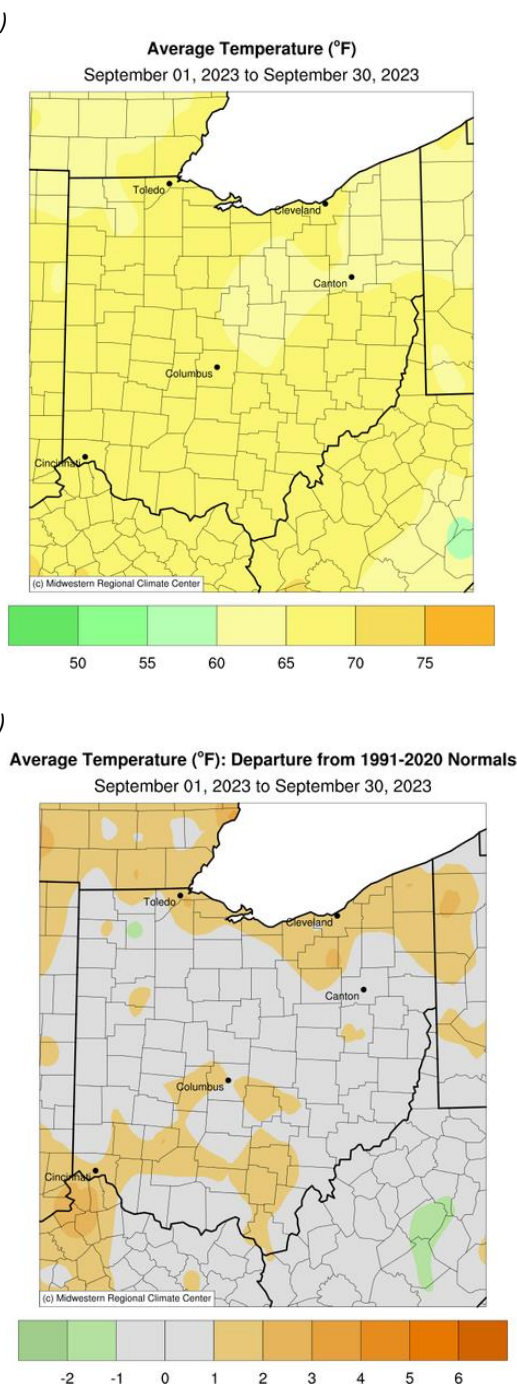 )
Average Temperature (°F)
September 01, 2023 to September 30, 2023
Toledo
Cleveland
Canton
Columbus
Cincinnati
(c) Midwestern Regional Climate Center
50 55 60 65 70 75
)
Average Temperature (°F): Departure from 1991-2020 Normals
September 01, 2023 to September 30, 2023
Toledo
Cleveland
Canton
Columbus
Cincinnati
(c) Midwestern Regional Climate Center
-2 -1 0 1 2 3 4 5 6